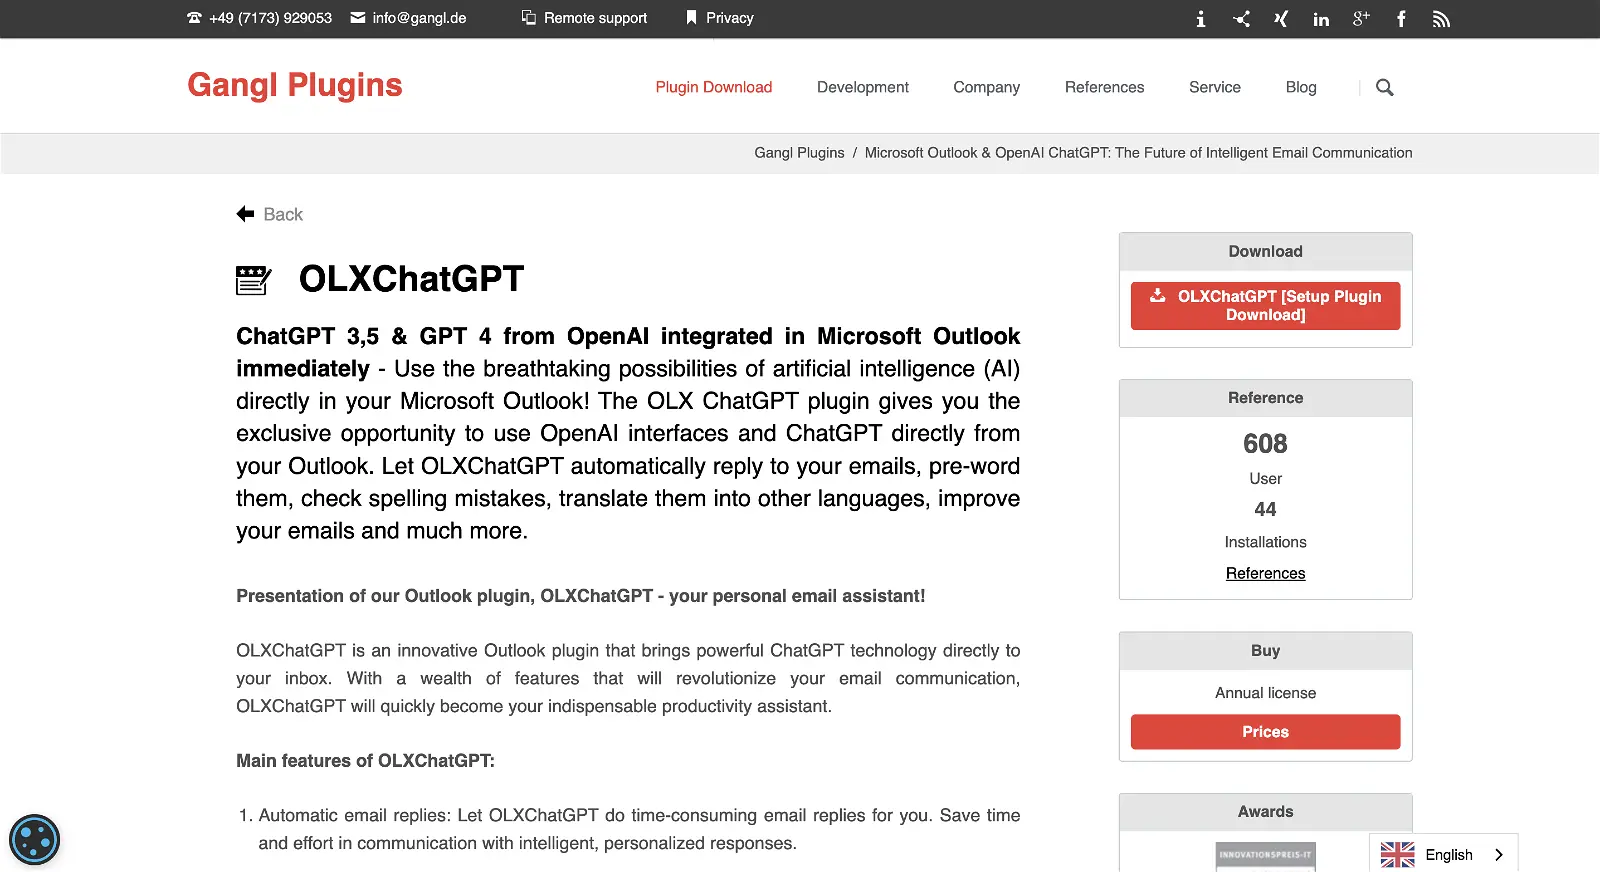 +49 (7173) 929053 info@gangl.de Remote support Privacy
Gangl Plugins
Plugin Download Development Company References Service Blog
Gangl Plugins / Microsoft Outlook & OpenAI ChatGPT: The Future of Intelligent Email Communication
Back
OLXChatGPT
ChatGPT 3,5 & GPT 4 from OpenAI integrated in Microsoft Outlook
immediately - Use the breathtaking possibilities of artificial intelligence (AI)
directly in your Microsoft Outlook! The OLX ChatGPT plugin gives you the
exclusive opportunity to use OpenAI interfaces and ChatGPT directly from
your Outlook. Let OLXChatGPT automatically reply to your emails, pre-word
them, check spelling mistakes, translate them into other languages, improve
your emails and much more.
Presentation of our Outlook plugin, OLXChatGPT - your personal email assistant!
OLXChatGPT is an innovative Outlook plugin that brings powerful ChatGPT technology directly to
your inbox. With a wealth of features that will revolutionize your email communication,
OLXChatGPT will quickly become your indispensable productivity assistant.
Main features of OLXChatGPT:
1. Automatic email replies: Let OLXChatGPT do time-consuming email replies for you. Save time
and effort in communication with intelligent, personalized responses.
Download
OLXChatGPT [Setup Plugin
Download]
Reference
608
User
44
Installations
References
Buy
Annual license
Prices
Awards
INNOVATIONSPREIS-IT
English